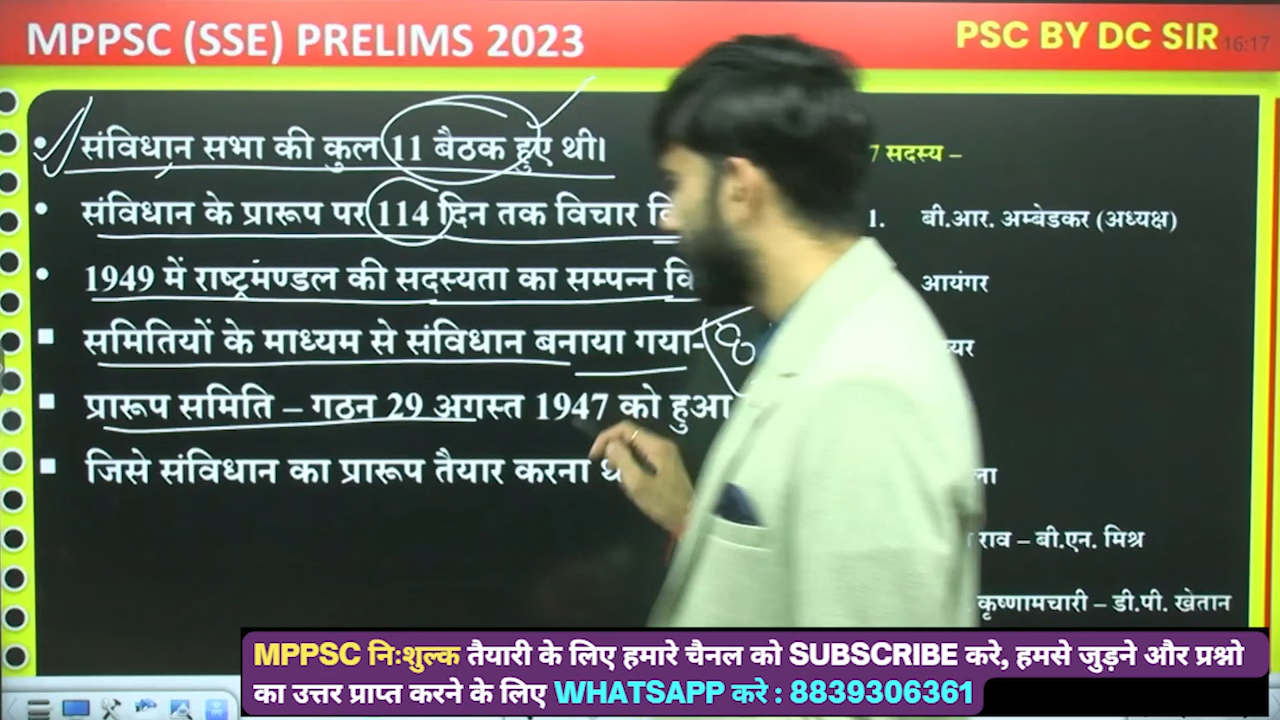 MPPSC (SSE) PRELIMS 2023
PSC BY DC SIR
16:17
• संविधान सभा की कुल 11 बैठक हुए थी।
• संविधान के प्रारूप पर 114 दिन तक विचार
• 1949 में राष्ट्रमण्डल की सदस्यता का सम्पन्न
▪ समितियों के माध्यम से संविधान बनाया गया-
▪ प्रारूप समिति – गठन 29 अगस्त 1947 को हुआ
▪ जिसे संविधान का प्रारूप तैयार करना
7 सदस्य –
1. बी.आर. अम्बेडकर (अध्यक्ष)
आयंगर
राव – बी.एन. मिश्र
कृष्णामचारी – डी.पी. खेतान
MPPSC निःशुल्क तैयारी के लिए हमारे चैनल को SUBSCRIBE करे, हमसे जुड़ने और प्रश्नो
का उत्तर प्राप्त करने के लिए WHATSAPP करे : 8839306361